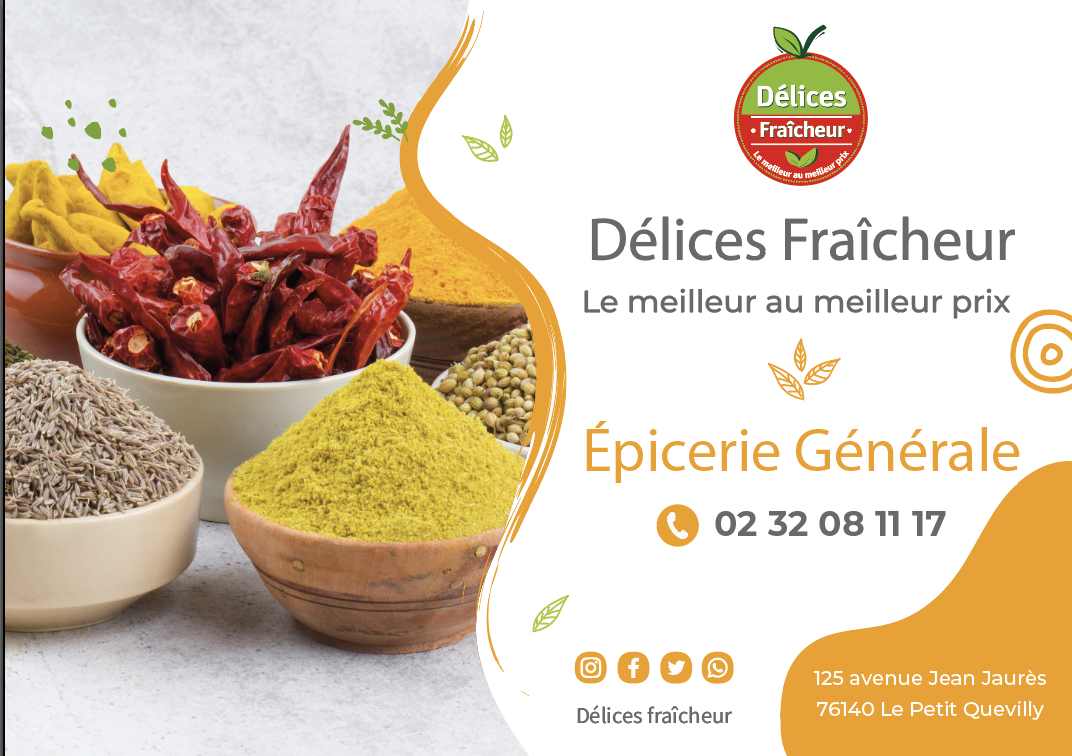 Délices
Fraîcheur
Le meilleur au meilleur prix
Délices Fraîcheur
Le meilleur au meilleur prix
Épicerie Générale
02 32 08 11 17
Délices fraîcheur
125 avenue Jean Jaurès
76140 Le Petit Quevilly